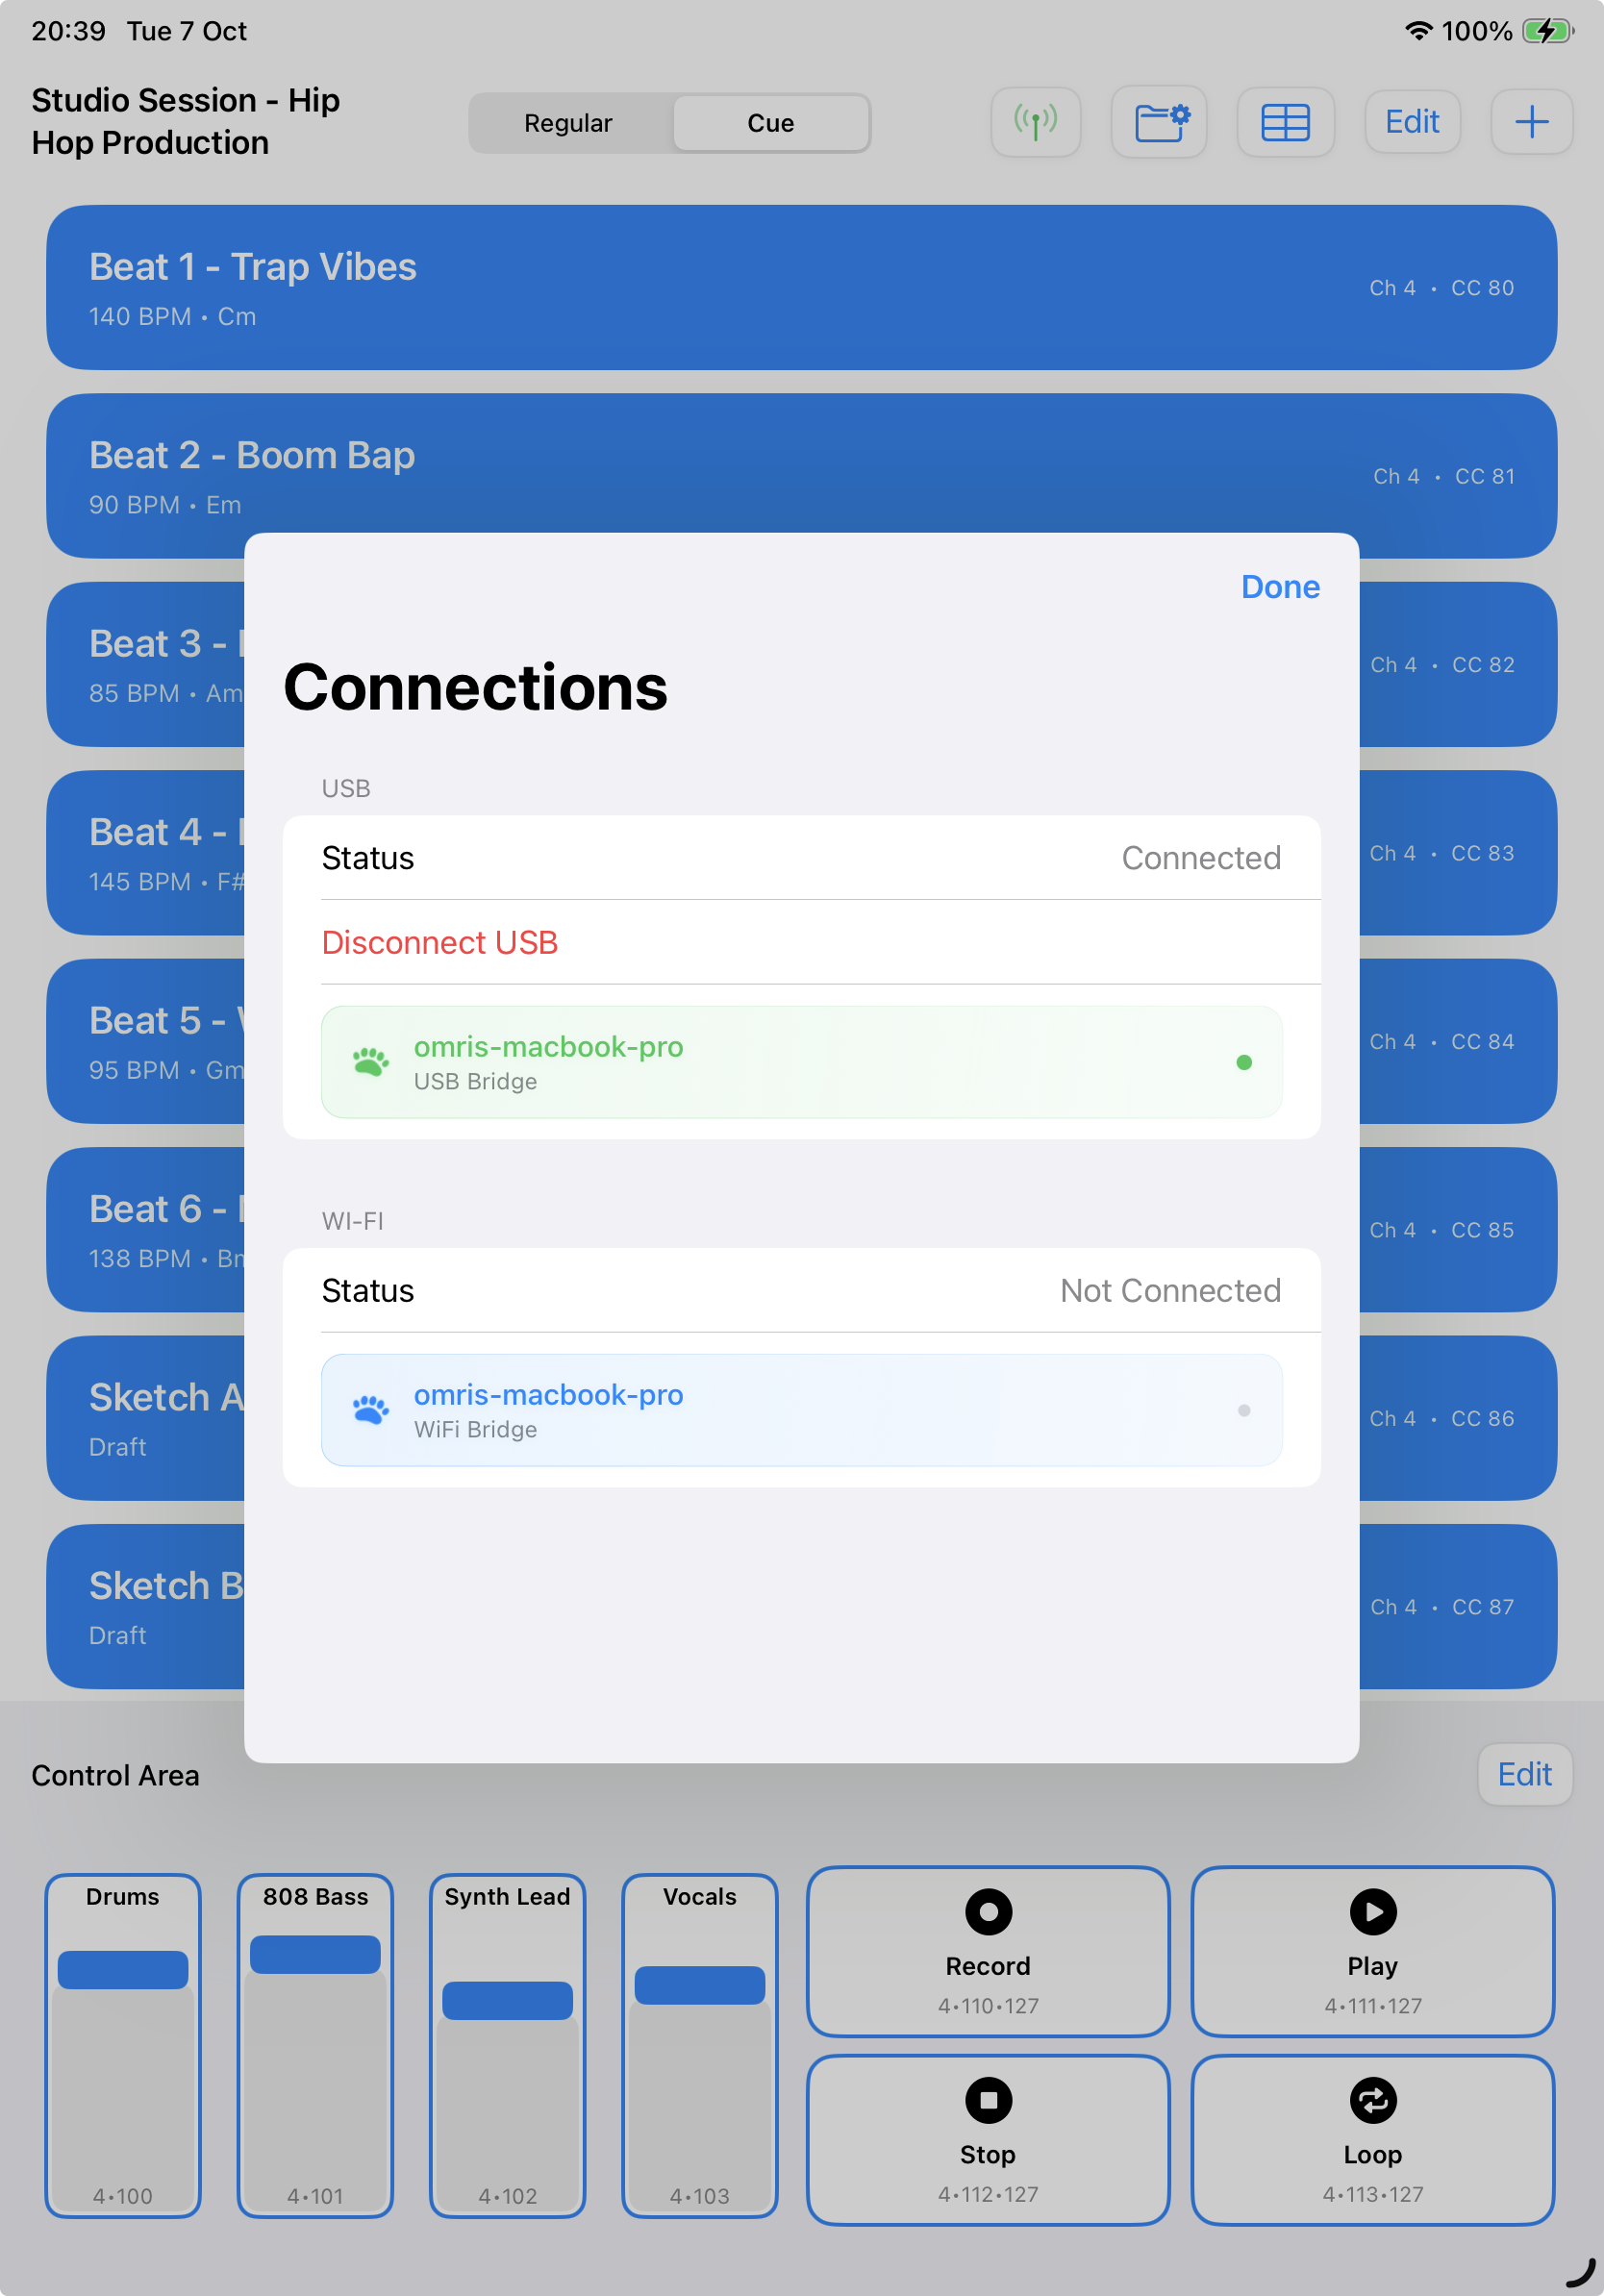 20:39 Tue 7 Oct
100%
Studio Session - Hip
Hop Production
Regular
Cue
Edit
Beat 1 - Trap Vibes
140 BPM • Cm
Ch 4 • CC 80
Beat 2 - Boom Bap
90 BPM • Em
Ch 4 • CC 81
Beat 3 -
85 BPM • Am
Ch 4 • CC 82
Beat 4 -
145 BPM • F#
Ch 4 • CC 83
Beat 5 -
95 BPM • Gm
Ch 4 • CC 84
Beat 6 -
138 BPM •
Ch 4 • CC 85
Sketch A
Draft
Ch 4 • CC 86
Sketch B
Draft
Ch 4 • CC 87
Done
Connections
USB
Status
Connected
Disconnect USB
omris-macbook-pro
USB Bridge
WI-FI
Status
Not Connected
omris-macbook-pro
WiFi Bridge
Control Area
Edit
Drums
4•100
808 Bass
4•101
Synth Lead
4•102
Vocals
4•103
Record
4•110•127
Play
4•111•127
Stop
4•112•127
Loop
4•113•127